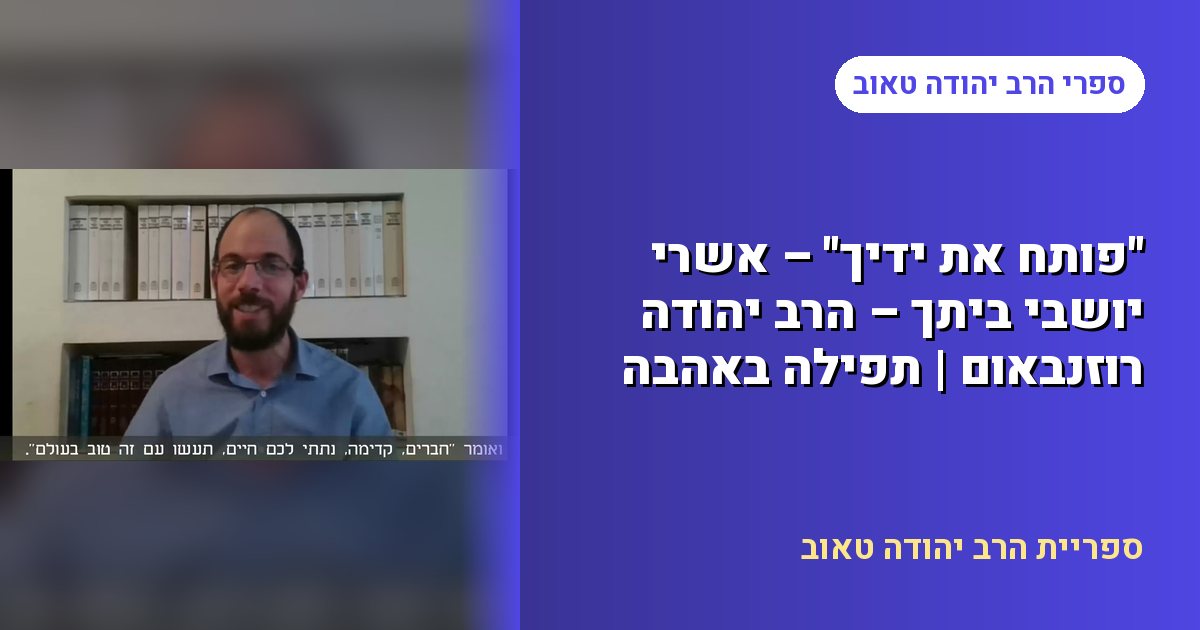 ספרי הרב יהודה טאוב
"פותח את ידיך" – אשרי
יושבי ביתך – הרב יהודה
רוזנבאום | תפילה באהבה
ספריית הרב יהודה טאוב
ואומר "חברים, קדימה, נתתי לכם חיים, תעשו עם זה טוב בעולם".